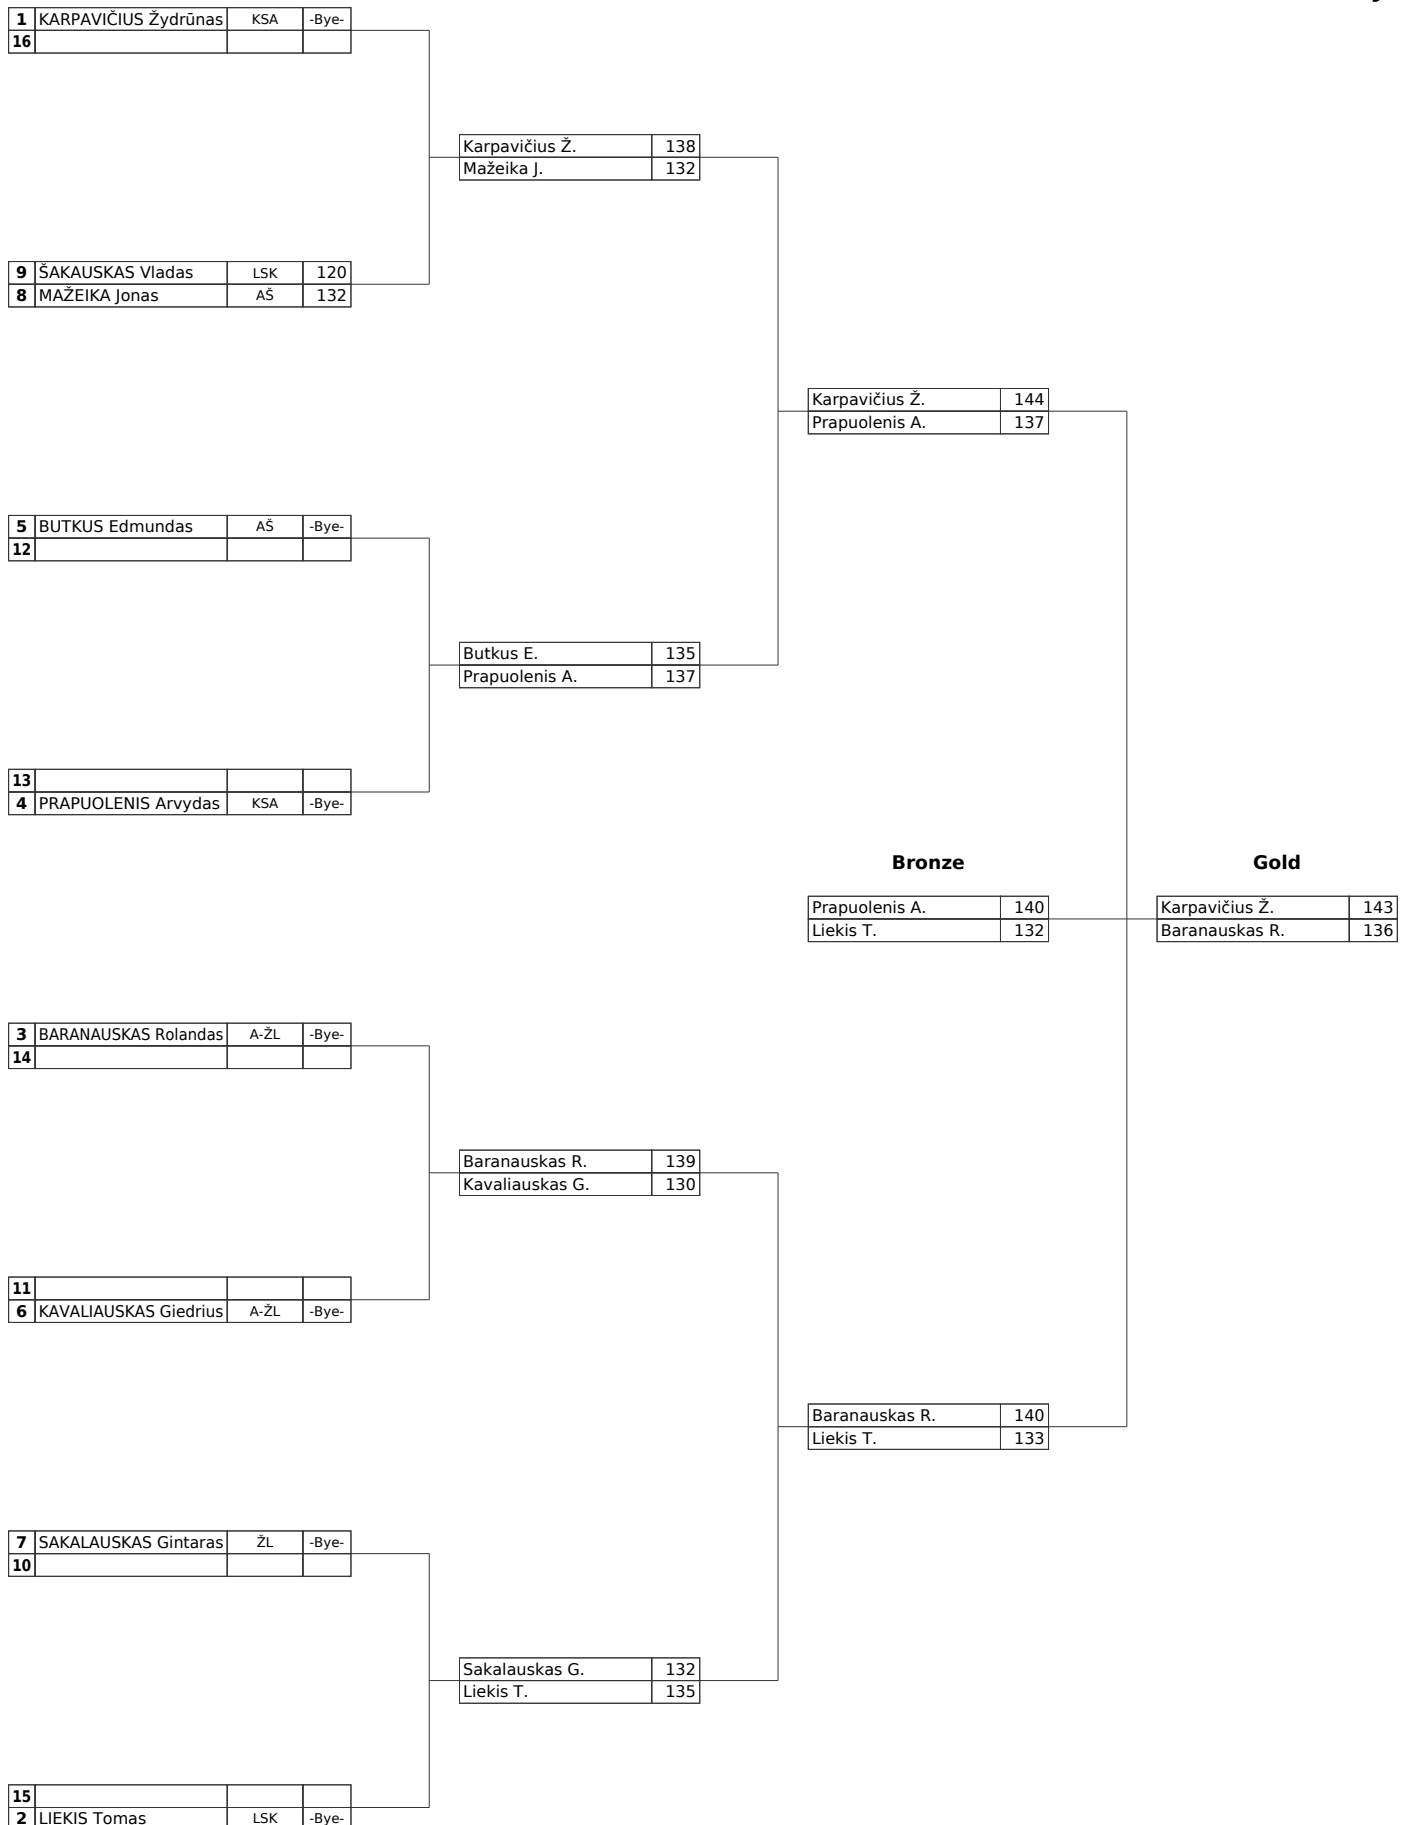 1 KARPAVIČIUS Žydrūnas KSA -Bye-
16
Karpavičius Ž. 138
Mažeika J. 132
9 ŠAKAUSKAS Vladas LSK 120
8 MAŽEIKA Jonas AŠ 132
Karpavičius Ž. 144
Prapuolenis A. 137
5 BUTKUS Edmundas AŠ -Bye-
12
Butkus E. 135
Prapuolenis A. 137
13
4 PRAPUOLENIS Arvydas KSA -Bye-
Bronze Gold
Prapuolenis A. 140 Karpavičius Ž. 143
Liekis T. 132 Baranauskas R. 136
3 BARANAUSKAS Rolandas A-ŽL -Bye-
14
Baranauskas R. 139
Kavaliauskas G. 130
11
6 KAVALIAUSKAS Giedrius A-ŽL -Bye-
Baranauskas R. 140
Liekis T. 133
7 SAKALAUSKAS Gintaras ŽL -Bye-
10
Sakalauskas G. 132
Liekis T. 135
15
2 LIEKIS Tomas LSK -Bye-